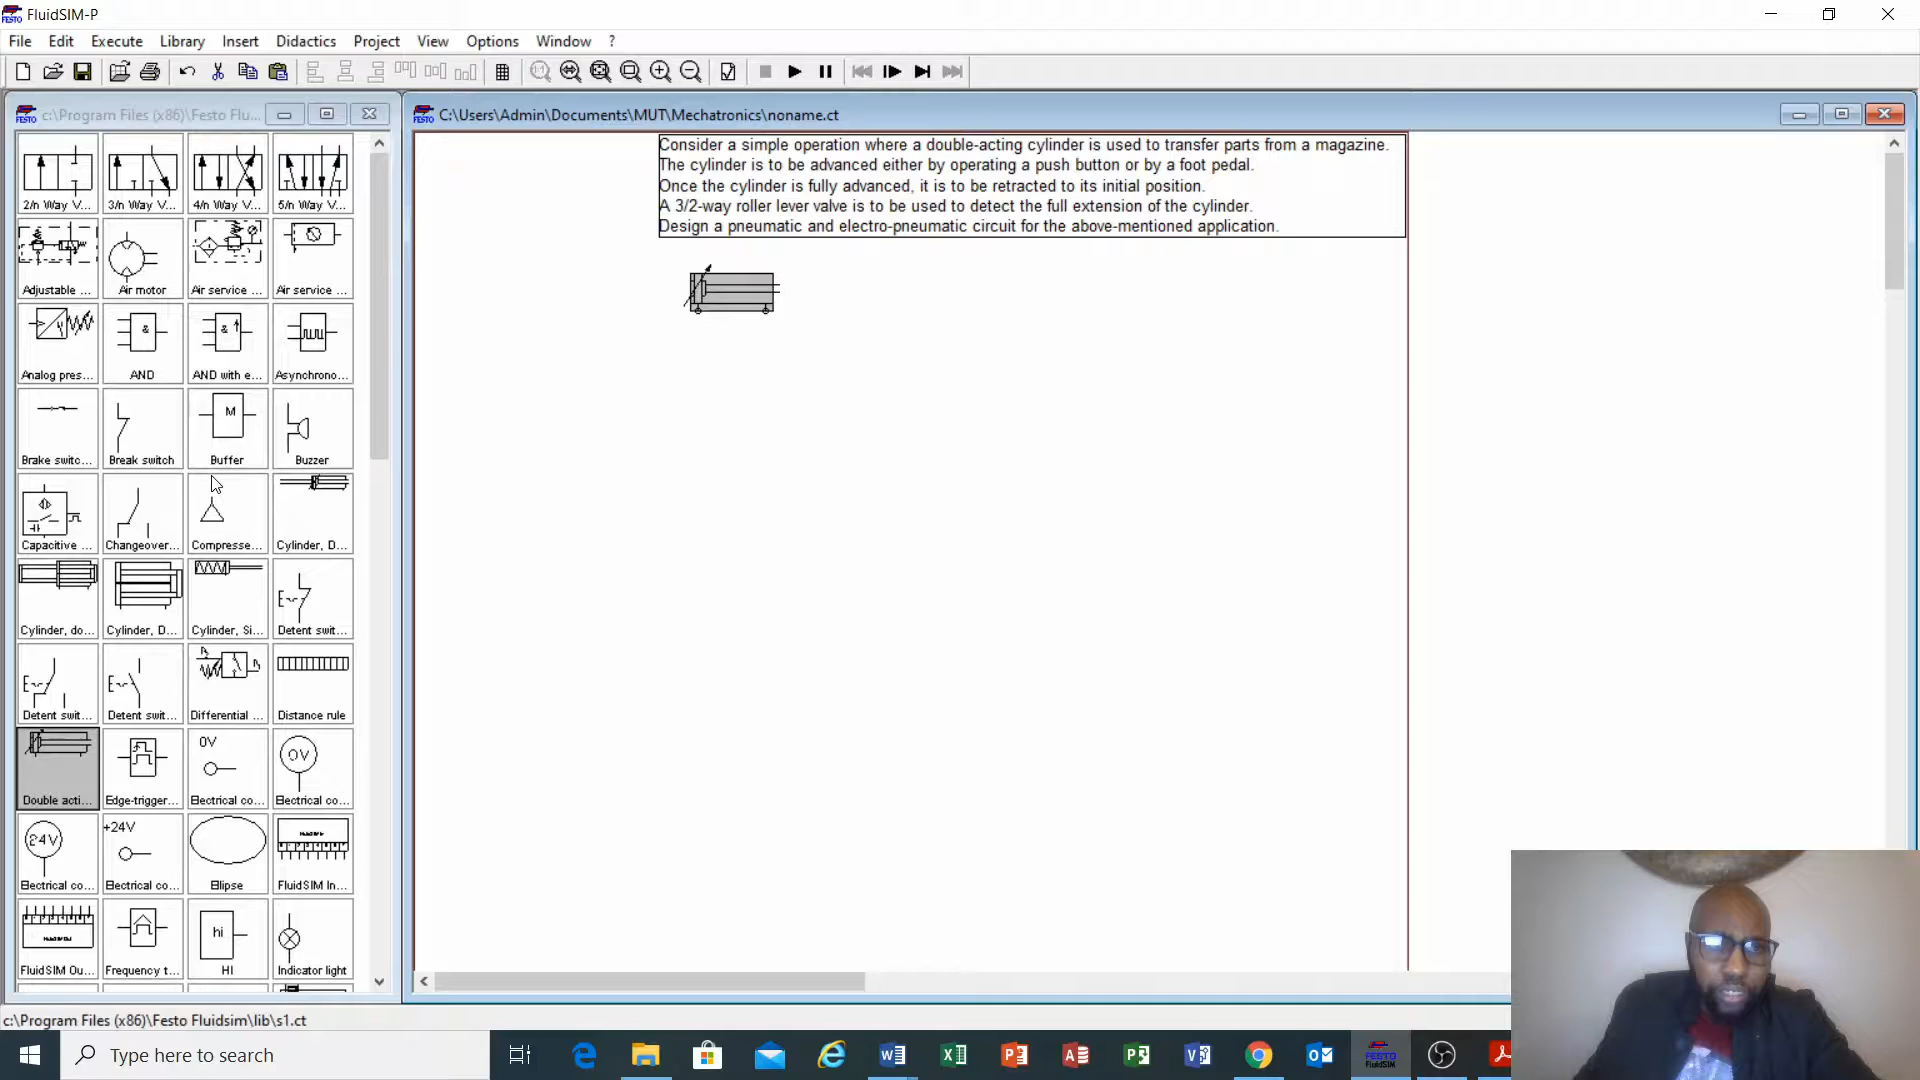 FluidSIM-P
File Edit Execute Library Insert Didactics Project View Options Window ?
c:\Program Files (x86)\Festo Flu...
C:\Users\Admin\Documents\MUT\Mechatronics\noname.ct
Consider a simple operation where a double-acting cylinder is used to transfer parts from a magazine.
The cylinder is to be advanced either by operating a push button or by a foot pedal.
Once the cylinder is fully advanced, it is to be retracted to its initial position.
A 3/2-way roller lever valve is to be used to detect the full extension of the cylinder.
Design a pneumatic and electro-pneumatic circuit for the above-mentioned application.
2/n Way V... 3/n Way V... 4/n Way V... 5/n Way V...
Adjustable ... Air motor Air service ... Air service ...
& &
Analog pres... AND AND with e... Asynchrono...
M
Brake switc... Break switch Buffer Buzzer
Capacitive ... Changeover... Compresse... Cylinder, D...
Cylinder, do... Cylinder, D... Cylinder, Si... Detent swit...
Detent swit... Detent swit... Differential ... Distance rule
0V 0V
Double acti... Edge-trigger... Electrical co... Electrical co...
24V +24V
Electrical co... Electrical co... Ellipse FluidSIM In...
hi
FluidSIM Ou... Frequency t... HI Indicator light
c:\Program Files (x86)\Festo Fluidsim\lib\s1.ct
Type here to search